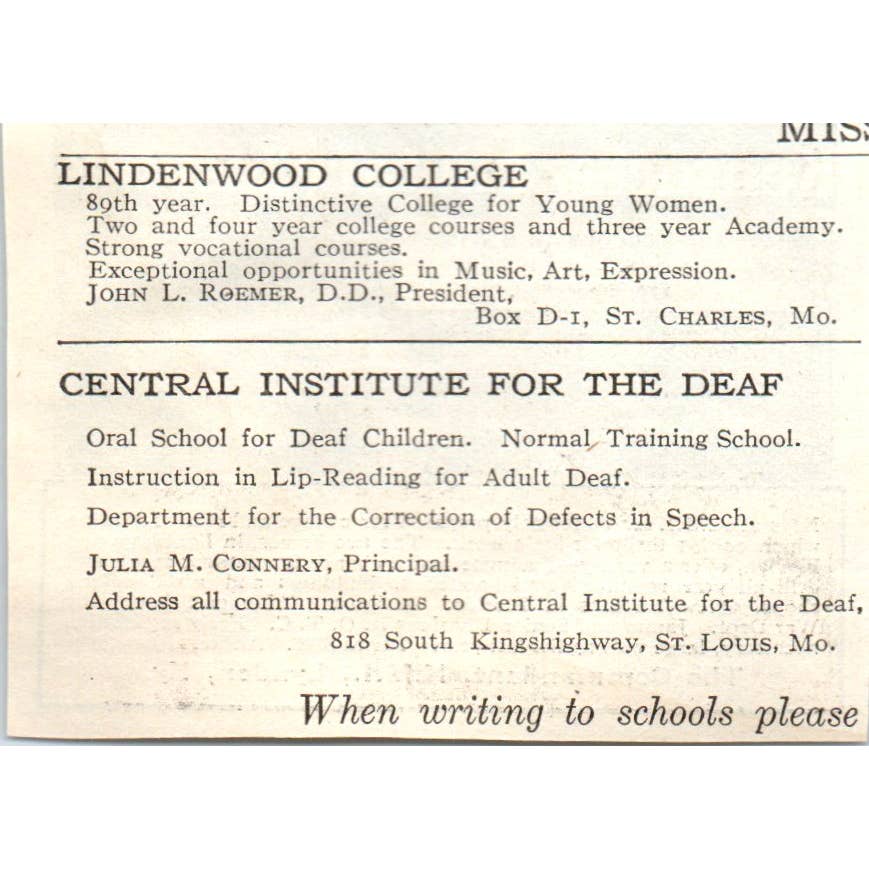 MISS
LINDENWOOD COLLEGE
89th year. Distinctive College for Young Women.
Two and four year college courses and three year Academy.
Strong vocational courses.
Exceptional opportunities in Music, Art, Expression.
JOHN L. ROEMER, D.D., President,
Box D-1, ST. CHARLES, Mo.
CENTRAL INSTITUTE FOR THE DEAF
Oral School for Deaf Children. Normal Training School.
Instruction in Lip-Reading for Adult Deaf.
Department for the Correction of Defects in Speech.
JULIA M. CONNERY, Principal.
Address all communications to Central Institute for the Deaf,
818 South Kingshighway, ST. LOUIS, Mo.
When writing to schools please